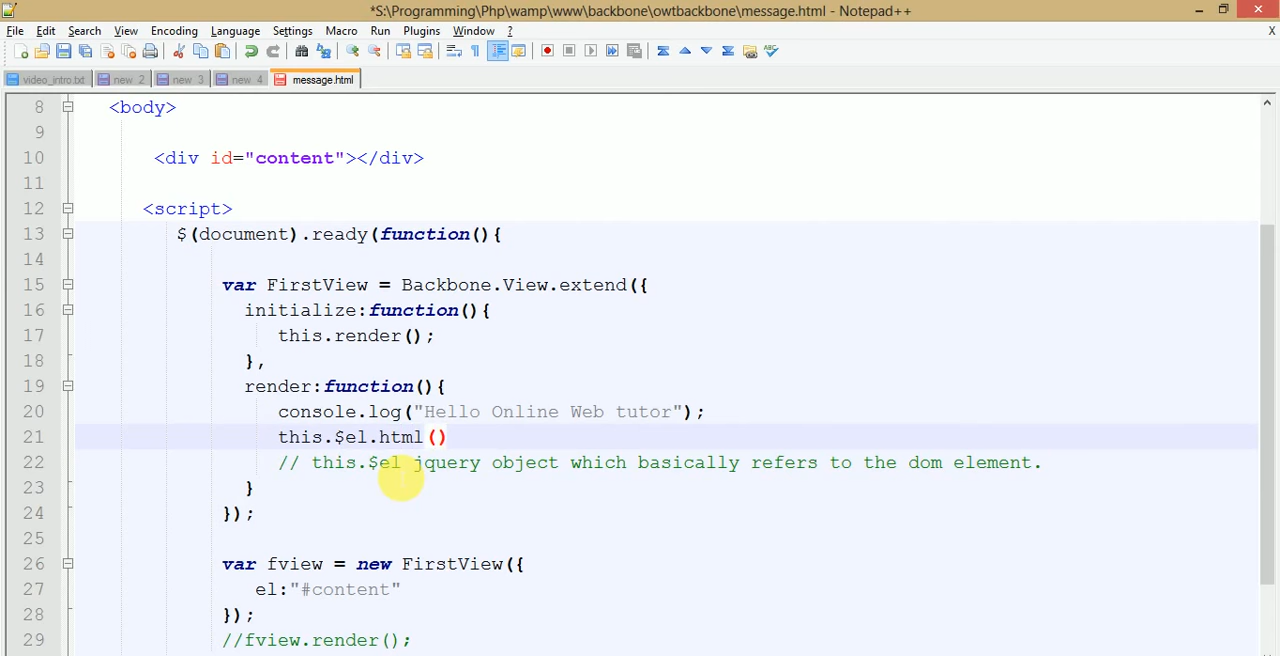 *S:\Programming\Php\wamp\www\backbone\owtbackbone\message.html - Notepad++
File Edit Search View Encoding Language Settings Macro Run Plugins Window ? X
video_intro.txt new 2 new 3 new 4 message.html
8 <body>
9
10 <div id="content"></div>
11
12 <script>
13 $(document).ready(function(){
14
15 var FirstView = Backbone.View.extend({
16 initialize:function(){
17 this.render();
18 },
19 render:function(){
20 console.log("Hello Online Web tutor");
21 this.$el.html()
22 // this.$el jquery object which basically refers to the dom element.
23 }
24 });
25
26 var fview = new FirstView({
27 el:"#content"
28 });
29 //fview.render();